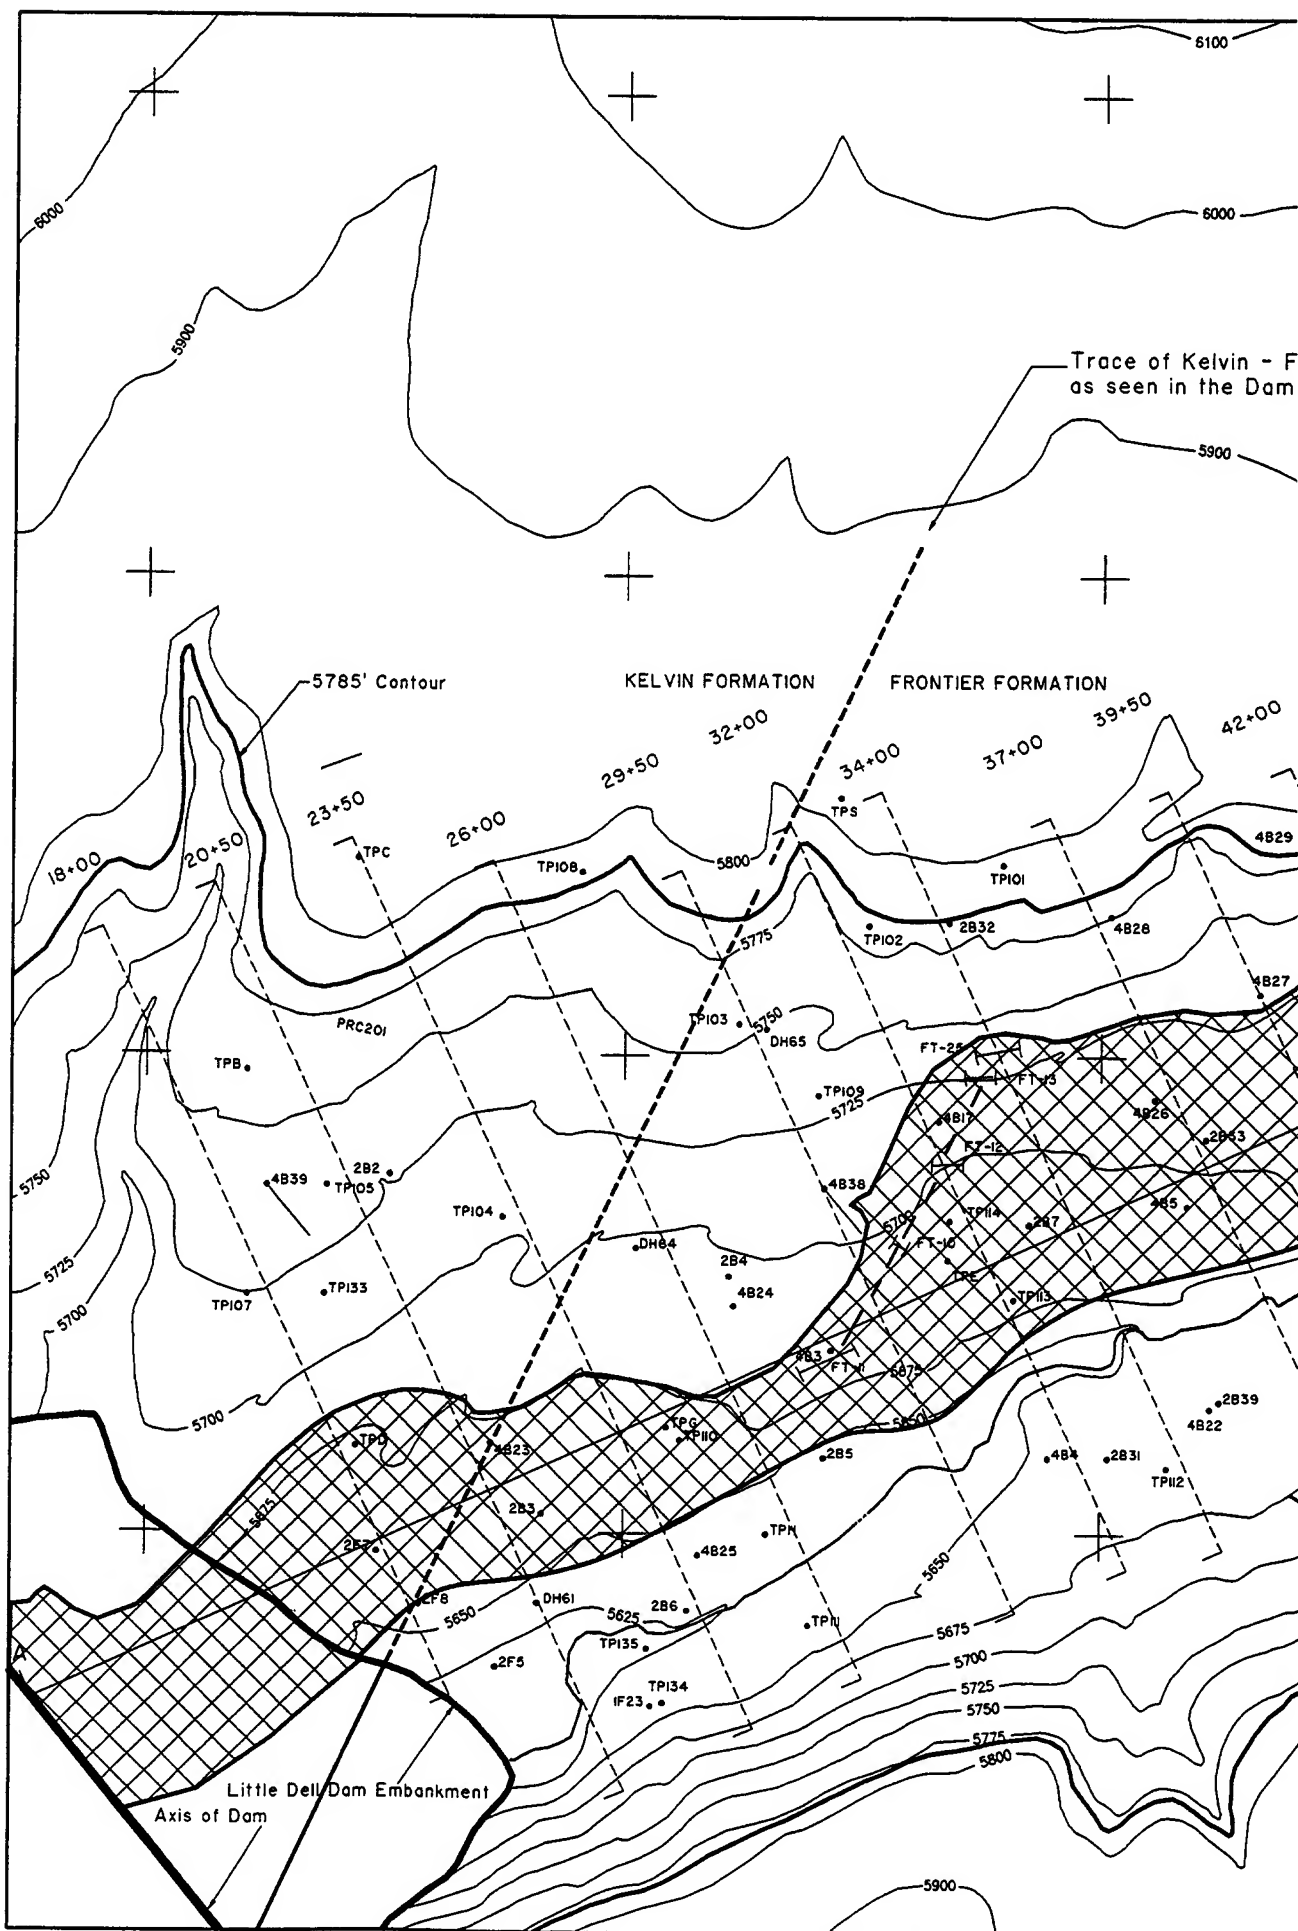 6100
6000
6000
5900
Trace of Kelvin - F
as seen in the Dam
5900
5785' Contour
KELVIN FORMATION
FRONTIER FORMATION
39+50
42+00
32+00
37+00
34+00
29+50
23+50
26+00
20+50
18+00
TPS
TPC
TP108
5800
TP101
4B29
TP102
2B32
4B28
5775
4B27
PRC201
TP103
5750
DH65
FT-25
FT-13
TPB
TP109
5725
4B26
4B17
2B33
FT-12
5750
4B39
TP105
2B2
4B38
TP104
5700
TP114
2B7
4B5
FT-10
DH64
5725
2B4
TPE
4B24
TP107
TP133
TP113
5700
4B3
FT-11
5675
5700
TPG
TP110
5650
2B39
4B22
TPD
4B23
2B5
4B4
2B31
TP112
5675
2B3
TPH
2F7
4B25
5650
2F8
DH61
5650
5625
2B6
TP111
TP135
5675
2F5
5700
TP134
1F23
5725
5750
5775
5800
A
Little Dell Dam Embankment
Axis of Dam
5900